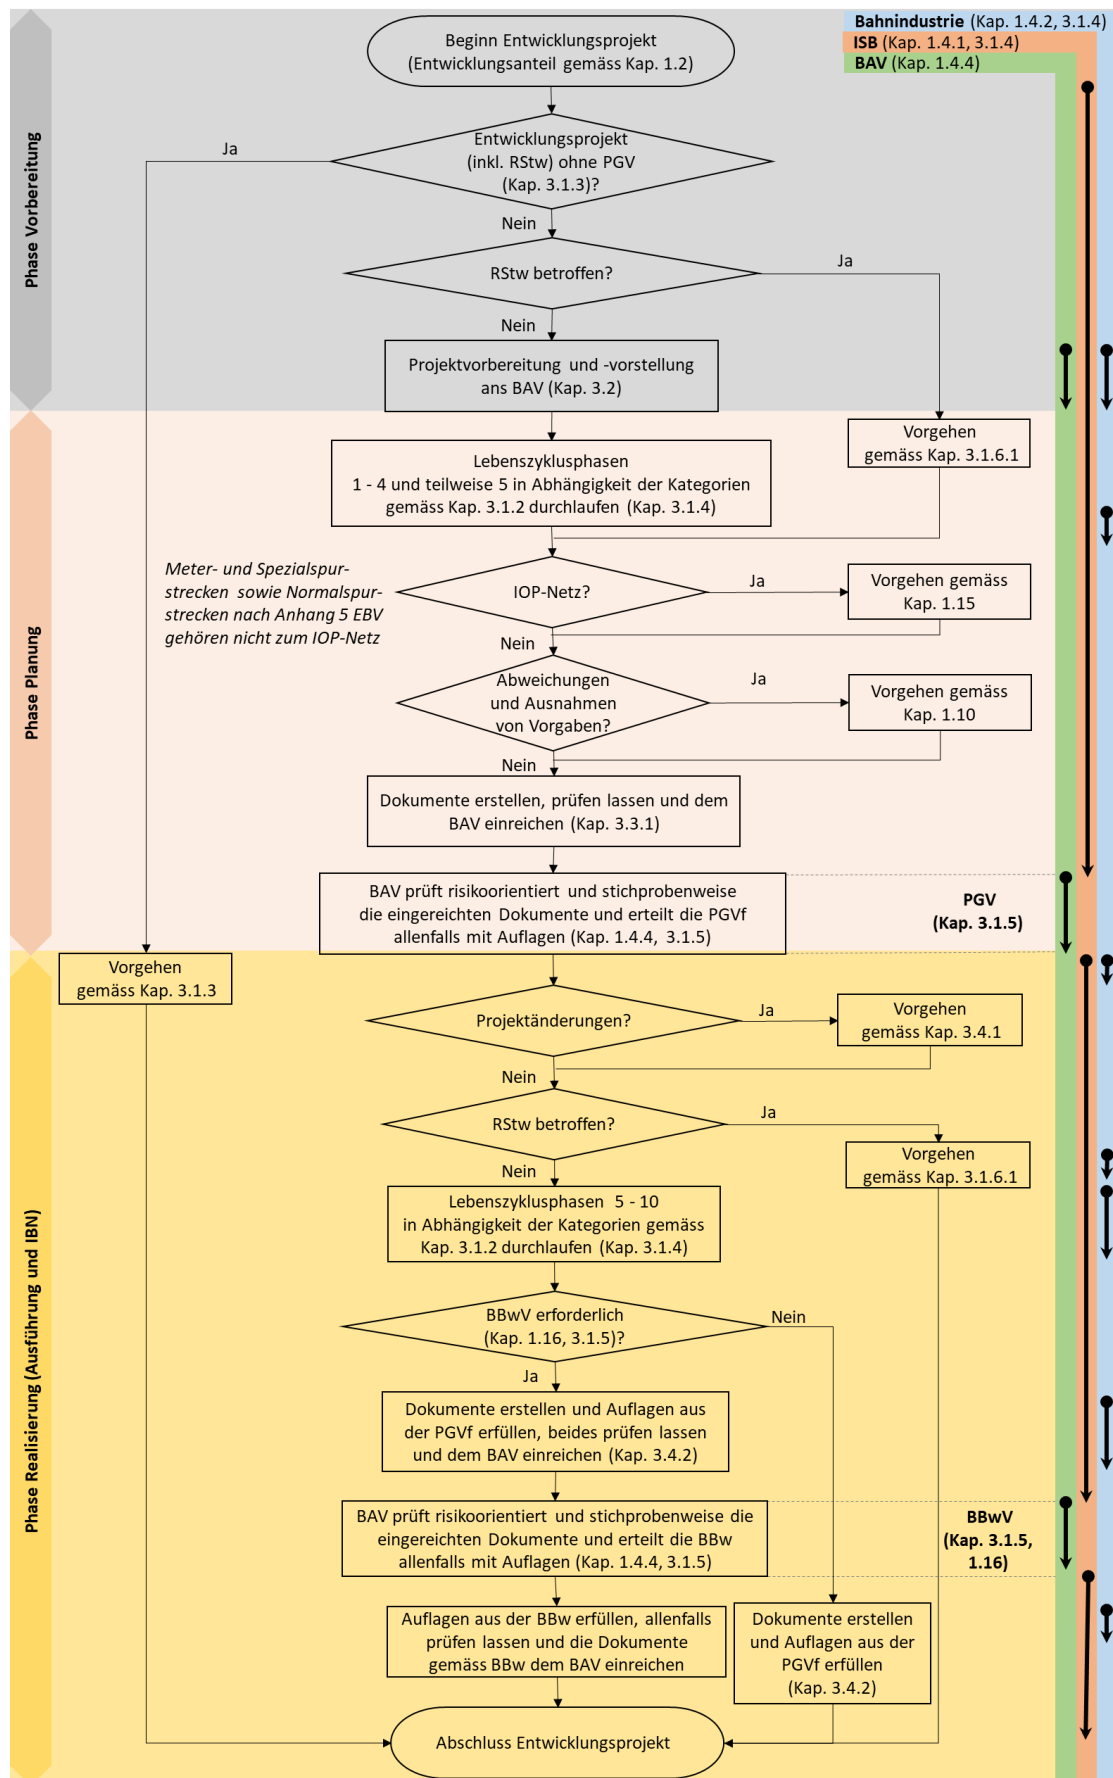 Bahnindustrie (Kap. 1.4.2, 3.1.4)
ISB (Kap. 1.4.1, 3.1.4)
BAV (Kap. 1.4.4)
Phase Vorbereitung
Beginn Entwicklungsprojekt
(Entwicklungsanteil gemäss Kap. 1.2)
Entwicklungsprojekt
(inkl. RStw) ohne PGV
(Kap. 3.1.3)?
Ja
Nein
RStw betroffen?
Ja
Nein
Projektvorbereitung und -vorstellung
ans BAV (Kap. 3.2)
Phase Planung
Vorgehen
gemäss Kap. 3.1.6.1
Lebenszyklusphasen
1 - 4 und teilweise 5 in Abhängigkeit der Kategorien
gemäss Kap. 3.1.2 durchlaufen (Kap. 3.1.4)
Meter- und Spezialspur-
strecken sowie Normalspur-
strecken nach Anhang 5 EBV
gehören nicht zum IOP-Netz
IOP-Netz?
Ja
Vorgehen gemäss
Kap. 1.15
Nein
Abweichungen
und Ausnahmen
von Vorgaben?
Ja
Vorgehen gemäss
Kap. 1.10
Nein
Dokumente erstellen, prüfen lassen und dem
BAV einreichen (Kap. 3.3.1)
BAV prüft risikoorientiert und stichprobenweise
die eingereichten Dokumente und erteilt die PGVf
allenfalls mit Auflagen (Kap. 1.4.4, 3.1.5)
PGV
(Kap. 3.1.5)
Phase Realisierung (Ausführung und IBN)
Vorgehen
gemäss Kap. 3.1.3
Projektänderungen?
Ja
Vorgehen
gemäss Kap. 3.4.1
Nein
RStw betroffen?
Ja
Vorgehen
gemäss Kap. 3.1.6.1
Nein
Lebenszyklusphasen 5 - 10
in Abhängigkeit der Kategorien gemäss
Kap. 3.1.2 durchlaufen (Kap. 3.1.4)
BBwV erforderlich
(Kap. 1.16, 3.1.5)?
Nein
Ja
Dokumente erstellen und Auflagen aus
der PGVf erfüllen, beides prüfen lassen
und dem BAV einreichen (Kap. 3.4.2)
BAV prüft risikoorientiert und stichprobenweise die
eingereichten Dokumente und erteilt die BBw
allenfalls mit Auflagen (Kap. 1.4.4, 3.1.5)
BBwV
(Kap. 3.1.5,
1.16)
Auflagen aus der BBw erfüllen, allenfalls
prüfen lassen und die Dokumente
gemäss BBw dem BAV einreichen
Dokumente erstellen
und Auflagen aus der
PGVf erfüllen
(Kap. 3.4.2)
Abschluss Entwicklungsprojekt